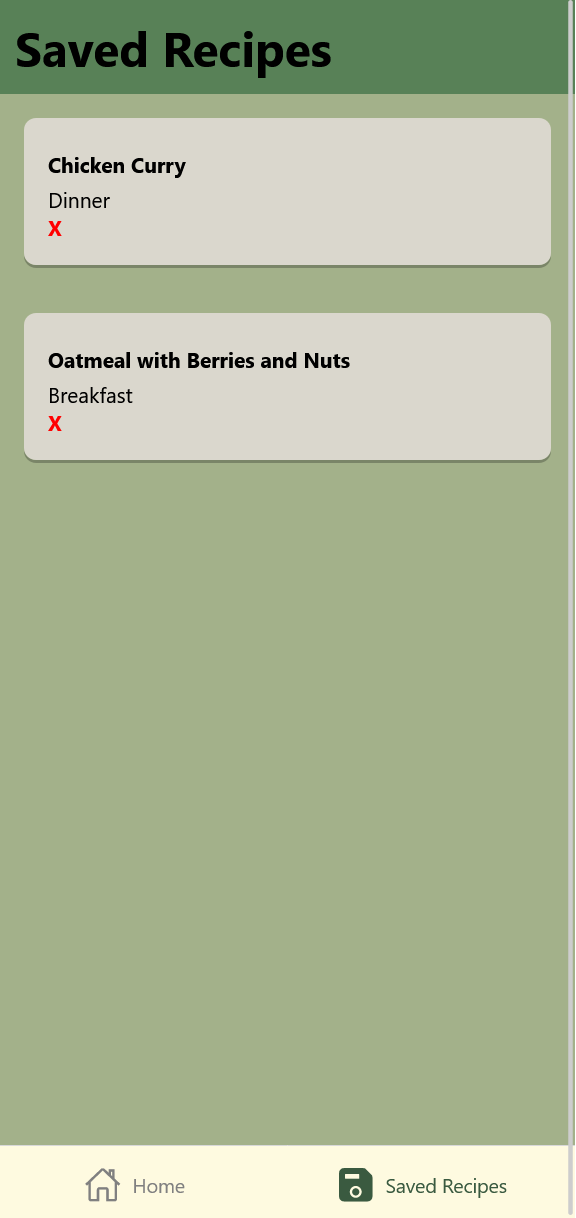 Saved Recipes
Chicken Curry
Dinner
X
Oatmeal with Berries and Nuts
Breakfast
X
Home
Saved Recipes